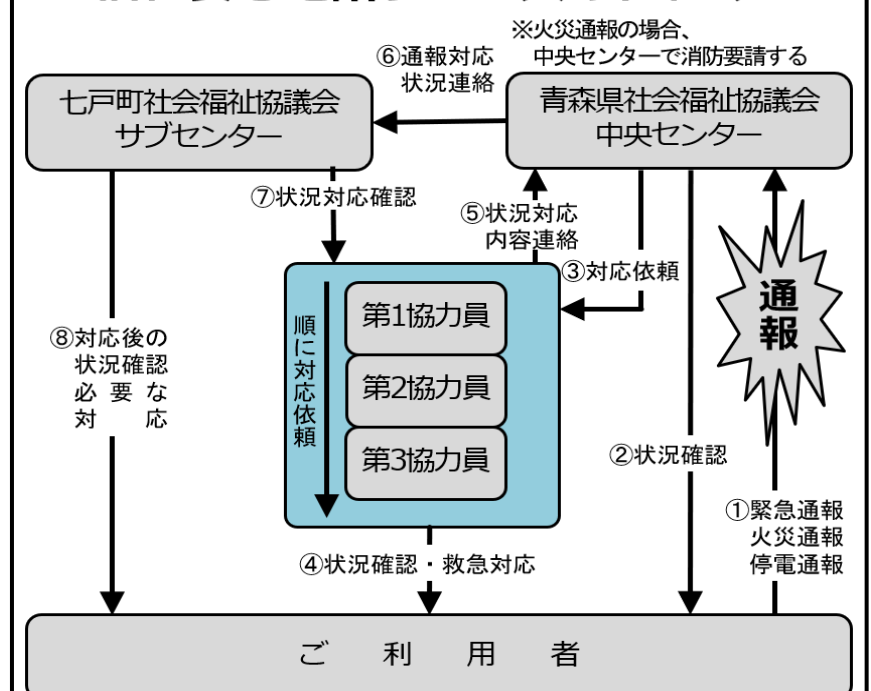 ※火災通報の場合、
中央センターで消防要請する
⑥通報対応
状況連絡
七戸町社会福祉協議会
サブセンター
青森県社会福祉協議会
中央センター
⑦状況対応確認
⑤状況対応
内容連絡
③対応依頼
通報
順に対応依頼
第1協力員
第2協力員
第3協力員
⑧対応後の
状況確認
必要な
対応
②状況確認
①緊急通報
火災通報
停電通報
④状況確認・救急対応
ご利用者